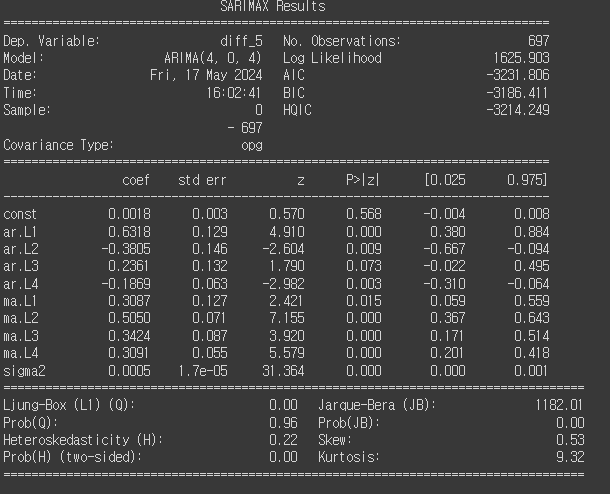 SARIMAX Results
==============================================================================
Dep. Variable: diff_5 No. Observations: 697
Model: ARIMA(4, 0, 4) Log Likelihood 1625.903
Date: Fri, 17 May 2024 AIC -3231.806
Time: 16:02:41 BIC -3186.411
Sample: 0 HQIC -3214.249
- 697
Covariance Type: opg
==============================================================================
coef std err z P>|z| [0.025 0.975]
------------------------------------------------------------------------------
const 0.0018 0.003 0.570 0.568 -0.004 0.008
ar.L1 0.6318 0.129 4.910 0.000 0.380 0.884
ar.L2 -0.3805 0.146 -2.604 0.009 -0.667 -0.094
ar.L3 0.2361 0.132 1.790 0.073 -0.022 0.495
ar.L4 -0.1869 0.063 -2.982 0.003 -0.310 -0.064
ma.L1 0.3087 0.127 2.421 0.015 0.059 0.559
ma.L2 0.5050 0.071 7.155 0.000 0.367 0.643
ma.L3 0.3424 0.087 3.920 0.000 0.171 0.514
ma.L4 0.3091 0.055 5.579 0.000 0.201 0.418
sigma2 0.0005 1.7e-05 31.364 0.000 0.000 0.001
===================================================================================
Ljung-Box (L1) (Q): 0.00 Jarque-Bera (JB): 1182.01
Prob(Q): 0.96 Prob(JB): 0.00
Heteroskedasticity (H): 0.22 Skew: 0.53
Prob(H) (two-sided): 0.00 Kurtosis: 9.32
===================================================================================